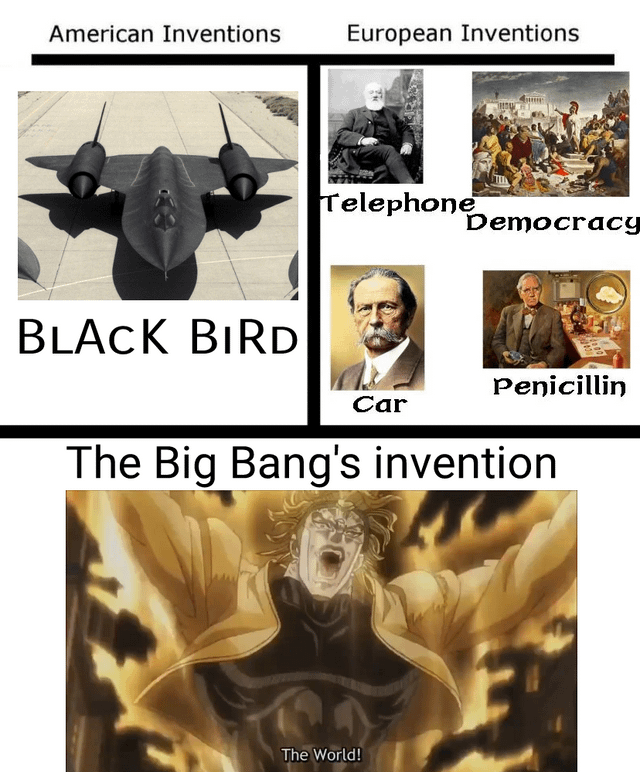 American Inventions
European Inventions
Telephone
Democracy
BLACK BIRD
Car
Penicillin
The Big Bang's invention
The World!